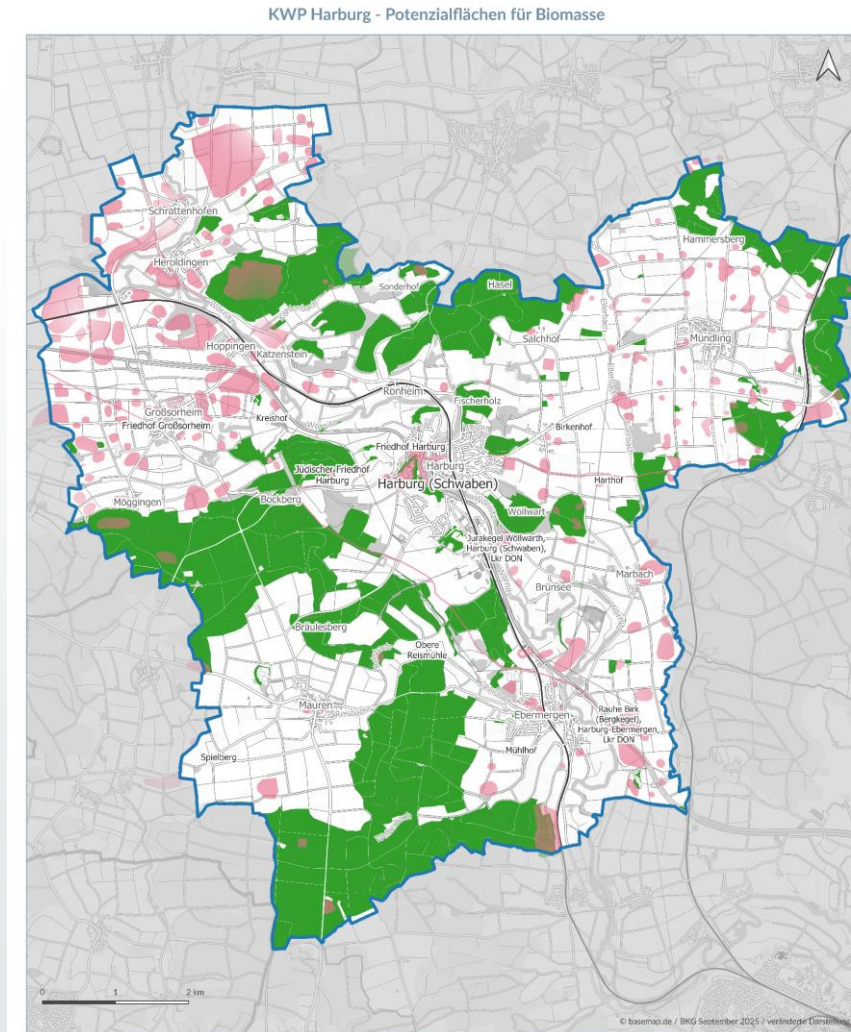 KWP Harburg - Potenzialflächen für Biomasse
Schrattenhofen
Heroldingen
Hammersberg
Sonderhof
Hasel
Salchhof
Mündling
Hoppingen
Katzenstein
Ronheim
Fischerholz
Großsorheim
Friedhof Großsorheim
Kreishof
Birkenhof
Friedhof Harburg
Harburg
Harburg (Schwaben)
Jüdischer Friedhof
Harburg
Harthof
Möggingen
Bockberg
Wöllwart
Jurakegel Wöllwarth,
Harburg (Schwaben),
Lkr DON
Marbach
Brünsee
Bräulesberg
Obere
Reismühle
Mauren
Ebermergen
Rauhe Birk
(Bergkegel),
Harburg-Ebermergen,
Lkr DON
Spielberg
Mühlhof
0 1 2 km
© basemap.de / BKG September 2025 / veränderte Darstellung